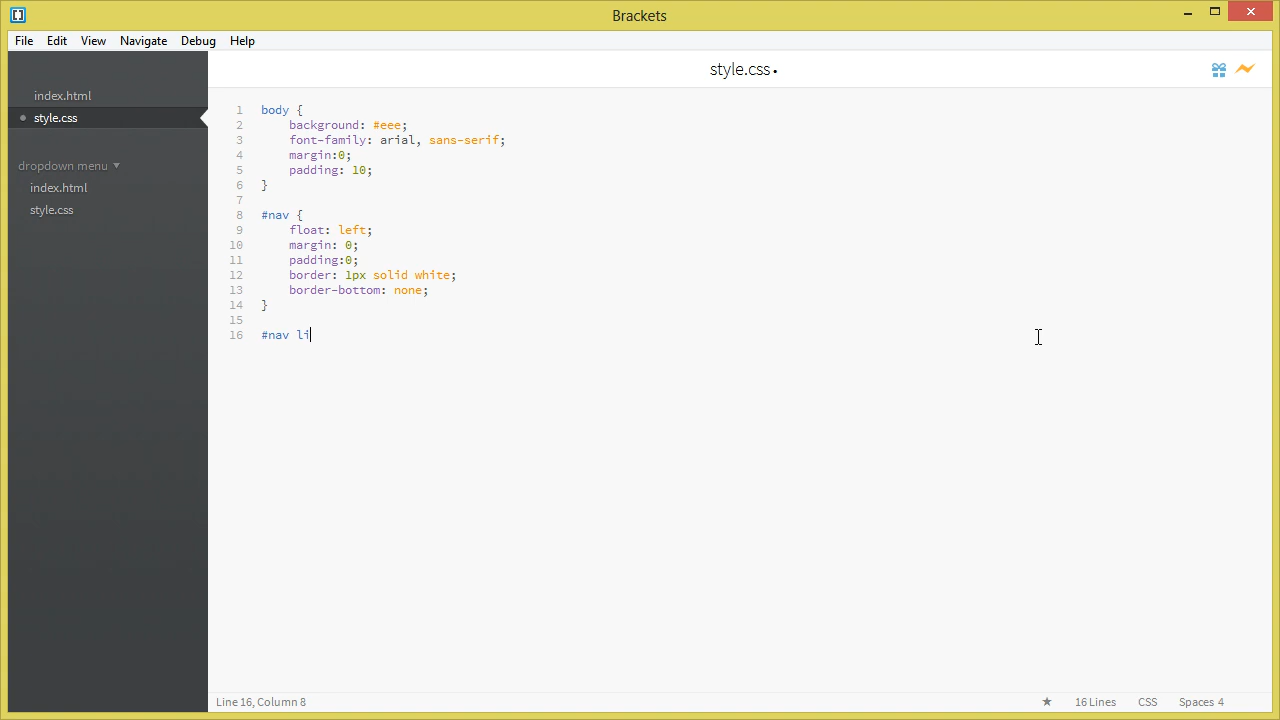 Brackets
File Edit View Navigate Debug Help
style.css •
index.html
style.css
dropdown menu
index.html
style.css
1 body {
2     background: #eee;
3     font-family: arial, sans-serif;
4     margin:0;
5     padding: 10;
6 }
7
8 #nav {
9     float: left;
10     margin: 0;
11     padding:0;
12     border: 1px solid white;
13     border-bottom: none;
14 }
15
16 #nav li
Line 16, Column 8
16 Lines CSS Spaces 4